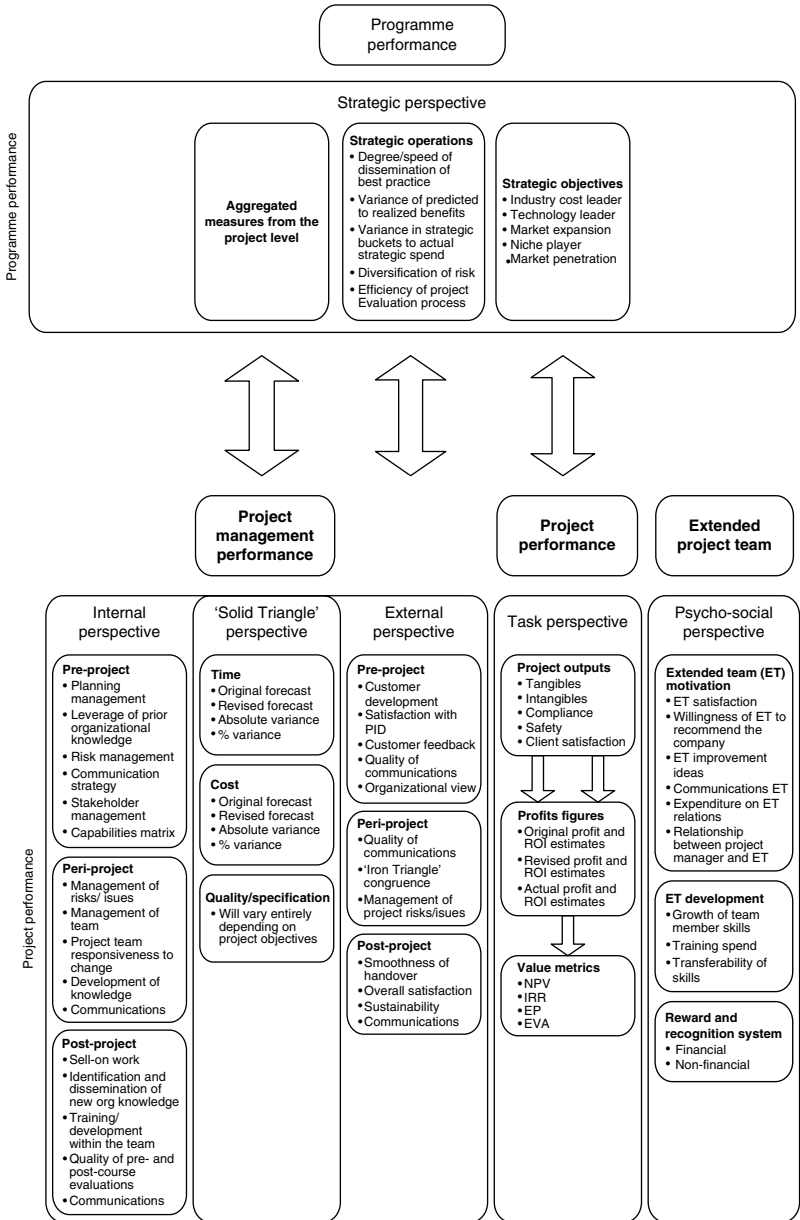 Programme
performance
Programme performance
Strategic perspective
Aggregated
measures from the
project level
Strategic operations
• Degree/speed of
dissemination of
best practice
• Variance of predicted
to realized benefits
• Variance in strategic
buckets to actual
strategic spend
• Diversification of risk
• Efficiency of project
Evaluation process
Strategic objectives
• Industry cost leader
• Technology leader
• Market expansion
• Niche player
• Market penetration
Project
management
performance
Project
performance
Extended
project team
Project performance
Internal
perspective
Pre-project
• Planning
management
• Leverage of prior
organizational
knowledge
• Risk management
• Communication
strategy
• Stakeholder
management
• Capabilities matrix
Peri-project
• Management of
risks/ isues
• Management of
team
• Project team
responsiveness to
change
• Development of
knowledge
• Communications
Post-project
• Sell-on work
• Identification and
dissemination of
new org knowledge
• Training/
development
within the team
• Quality of pre- and
post-course
evaluations
• Communications
‘Solid Triangle’
perspective
Time
• Original forecast
• Revised forecast
• Absolute variance
• % variance
Cost
• Original forecast
• Revised forecast
• Absolute variance
• % variance
Quality/specification
• Will vary entirely
depending on
project objectives
External
perspective
Pre-project
• Customer
development
• Satisfaction with
PID
• Customer feedback
• Quality of
communications
• Organizational view
Peri-project
• Quality of
communications
• ‘Iron Triangle’
congruence
• Management of
project risks/isues
Post-project
• Smoothness of
handover
• Overall satisfaction
• Sustainability
• Communications
Task perspective
Project outputs
• Tangibles
• Intangibles
• Compliance
• Safety
• Client satisfaction
Profits figures
• Original profit and
ROI estimates
• Revised profit and
ROI estimates
• Actual profit and
ROI estimates
Value metrics
• NPV
• IRR
• EP
• EVA
Psycho-social
perspective
Extended team (ET)
motivation
• ET satisfaction
• Willingness of ET to
recommend the
company
• ET improvement
ideas
• Communications ET
• Expenditure on ET
relations
• Relationship
between project
manager and ET
ET development
• Growth of team
member skills
• Training spend
• Transferability of
skills
Reward and
recognition system
• Financial
• Non-financial